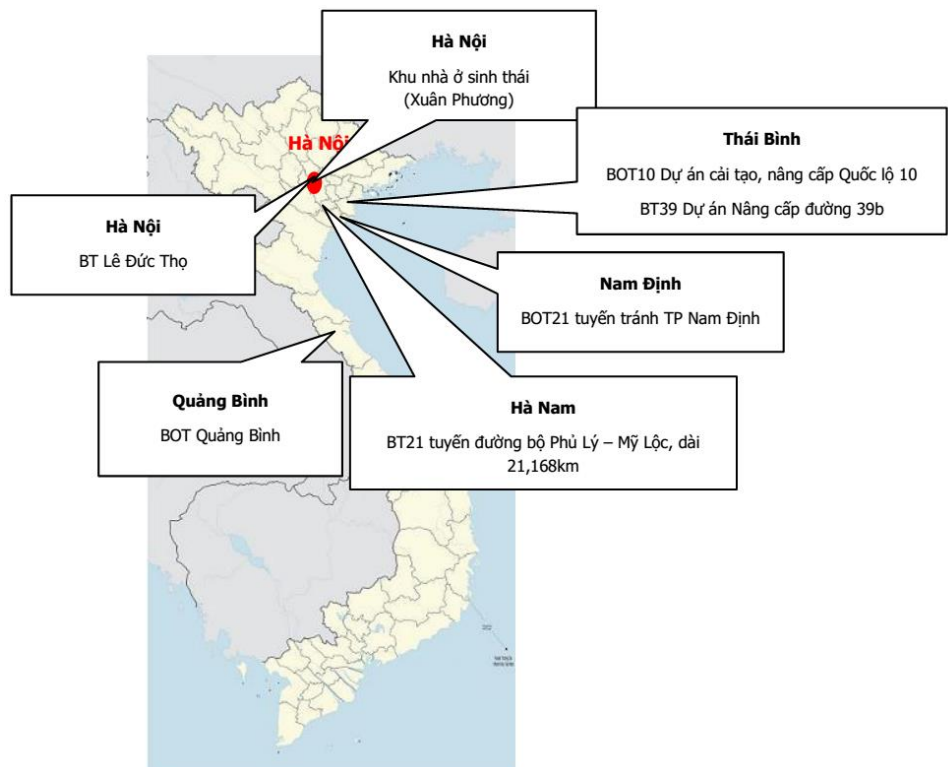 Hà Nội
Khu nhà ở sinh thái
(Xuân Phương)
Hà Nội
Thái Bình
BOT10 Dự án cải tạo, nâng cấp Quốc lộ 10
BT39 Dự án Nâng cấp đường 39b
Hà Nội
BT Lê Đức Thọ
Nam Định
BOT21 tuyến tránh TP Nam Định
Quảng Bình
BOT Quảng Bình
Hà Nam
BT21 tuyến đường bộ Phủ Lý – Mỹ Lộc, dài
21,168km